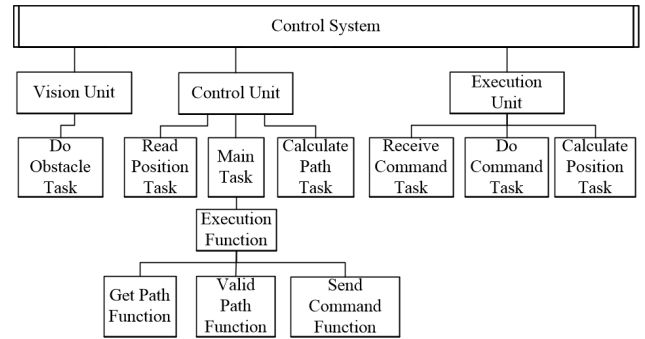 Control System
Vision Unit
Control Unit
Execution
Unit
Do
Obstacle
Task
Read
Position
Task
Main
Task
Calculate
Path
Task
Receive
Command
Task
Do
Command
Task
Calculate
Position
Task
Execution
Function
Get Path
Function
Valid
Path
Function
Send
Command
Function